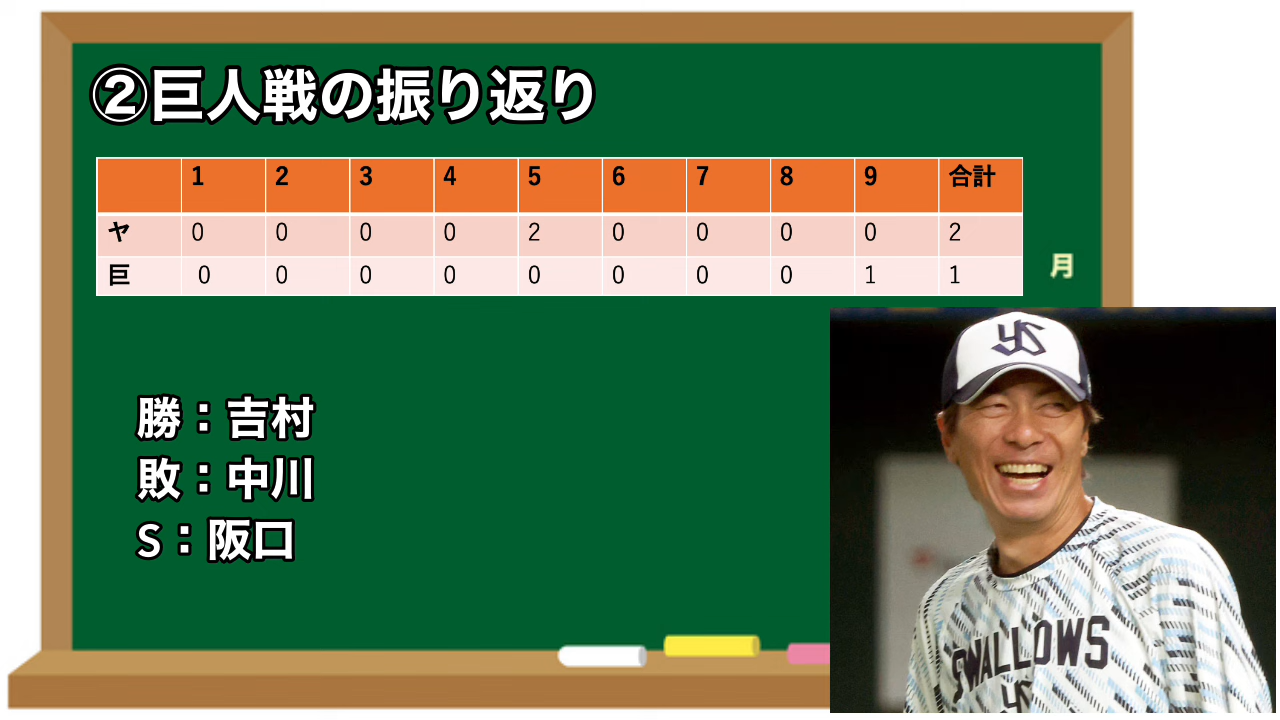 ②巨人戦の振り返り
1 2 3 4 5 6 7 8 9 合計
ヤ 0 0 0 0 2 0 0 0 0 2
巨 0 0 0 0 0 0 0 0 1 1
月
勝：吉村
敗：中川
S：阪口
YS
SWALLOWS
YS